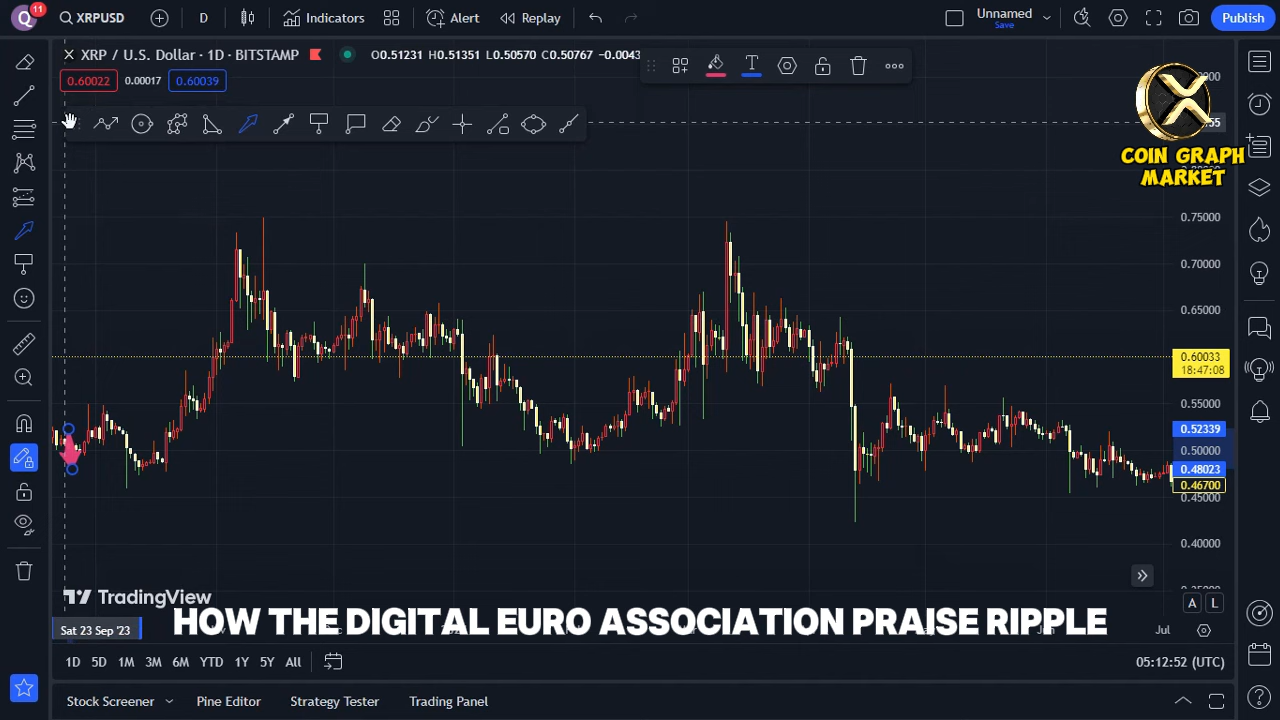 Q 11 XRPUSD D Indicators Alert Replay Unnamed Save Publish
XRP / U.S. Dollar · 1D · BITSTAMP O0.51231 H0.51351 L0.50570 C0.50767 −0.0043
0.60022 0.00017 0.60039
T
X
COIN GRAPH
MARKET
0.75000
0.70000
0.65000
0.60033
18:47:08
0.55000
0.52339
0.50000
0.48023
0.46700
0.45000
0.40000
TradingView
A L
HOW THE DIGITAL EURO ASSOCIATION PRAISE RIPPLE
Sat 23 Sep '23 Jul
1D 5D 1M 3M 6M YTD 1Y 5Y All 05:12:52 (UTC)
Stock Screener Pine Editor Strategy Tester Trading Panel